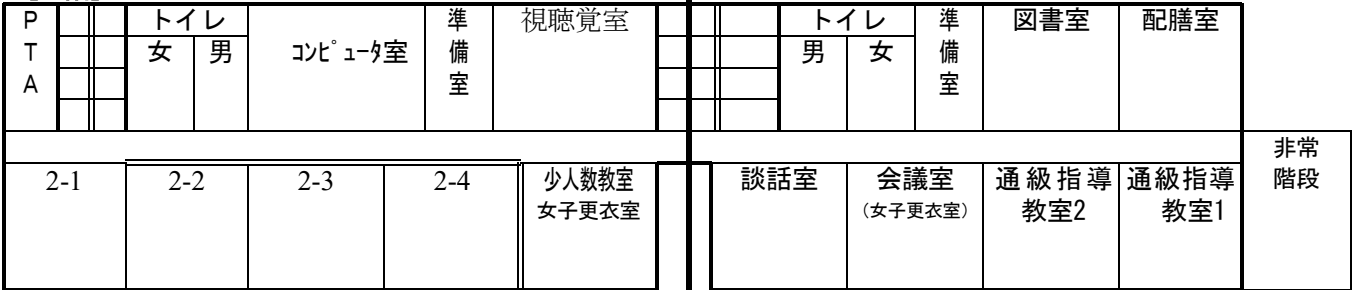 PTA
トイレ
女 男
コンピュータ室
準備室
視聴覚室
トイレ
男 女
準備室
図書室
配膳室
非常
階段
2-1
2-2
2-3
2-4
少人数教室
女子更衣室
談話室
会議室
(女子更衣室)
通級指導
教室2
通級指導
教室1